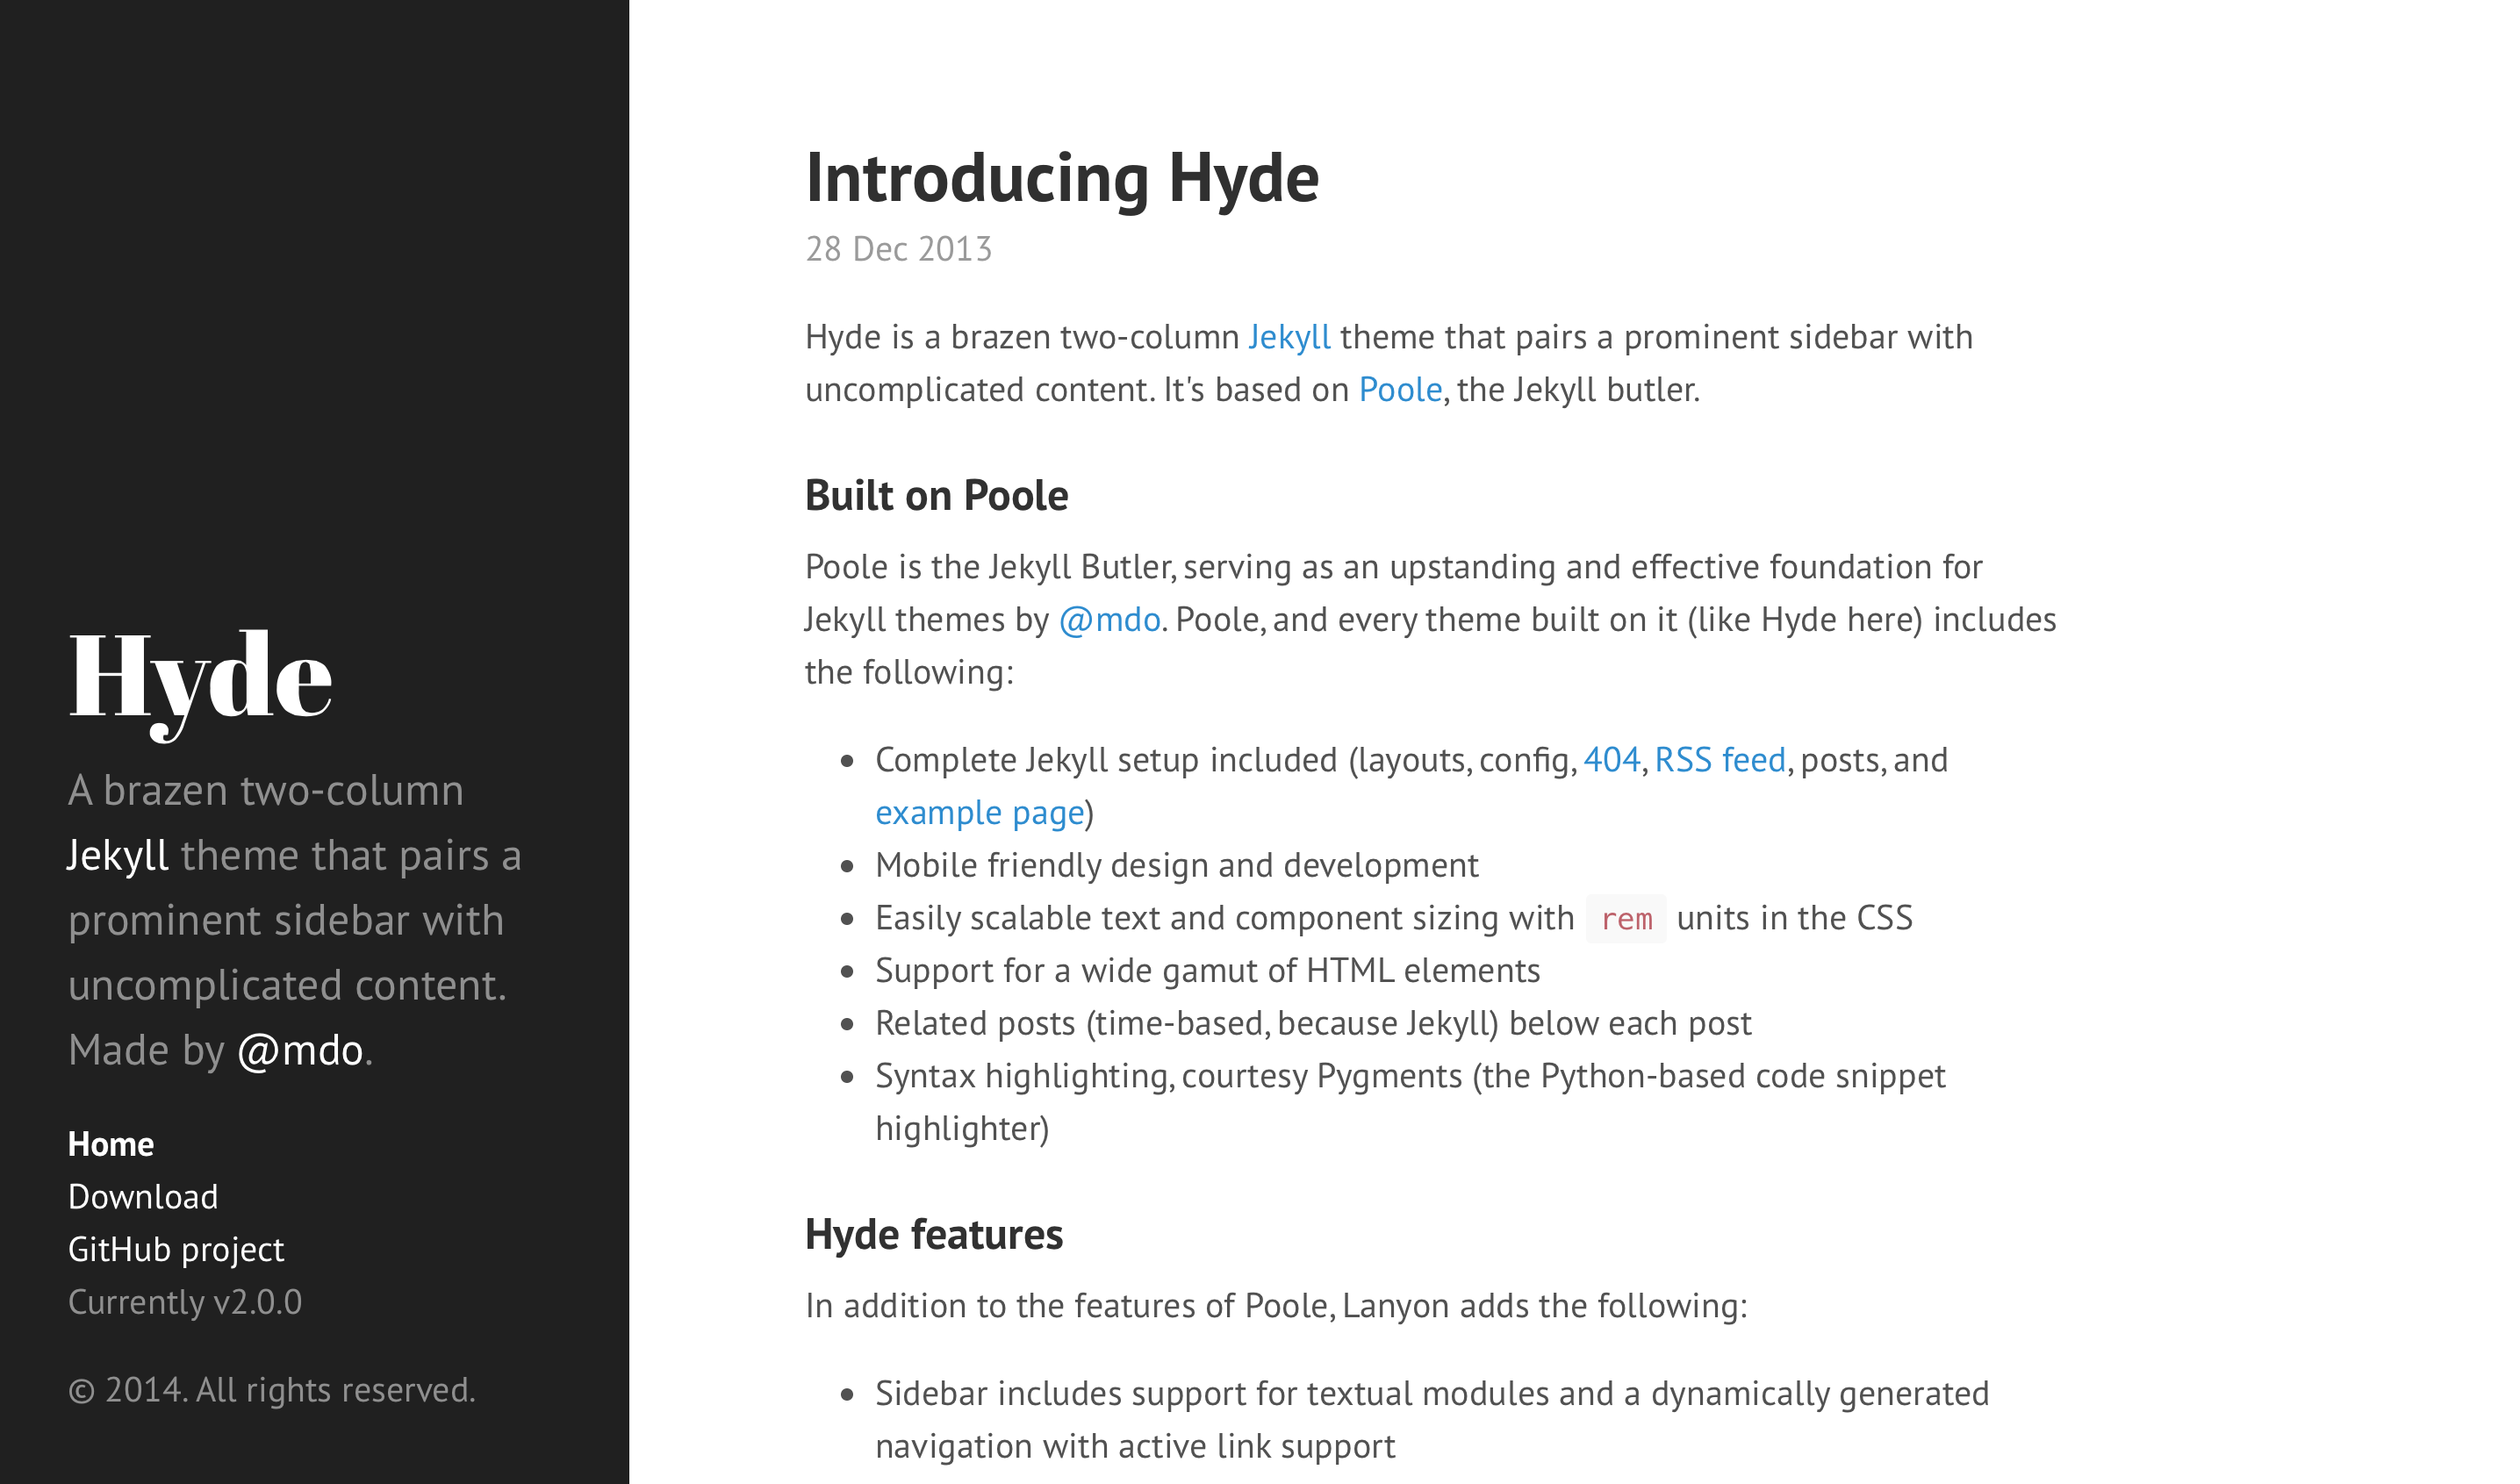 Hyde
A brazen two-column
Jekyll theme that pairs a
prominent sidebar with
uncomplicated content.
Made by @mdo.
Home
Download
GitHub project
Currently v2.0.0
© 2014. All rights reserved.
Introducing Hyde
28 Dec 2013
Hyde is a brazen two-column Jekyll theme that pairs a prominent sidebar with
uncomplicated content. It's based on Poole, the Jekyll butler.
Built on Poole
Poole is the Jekyll Butler, serving as an upstanding and effective foundation for
Jekyll themes by @mdo. Poole, and every theme built on it (like Hyde here) includes
the following:
• Complete Jekyll setup included (layouts, config, 404, RSS feed, posts, and
example page)
• Mobile friendly design and development
• Easily scalable text and component sizing with rem units in the CSS
• Support for a wide gamut of HTML elements
• Related posts (time-based, because Jekyll) below each post
• Syntax highlighting, courtesy Pygments (the Python-based code snippet
highlighter)
Hyde features
In addition to the features of Poole, Lanyon adds the following:
• Sidebar includes support for textual modules and a dynamically generated
navigation with active link support